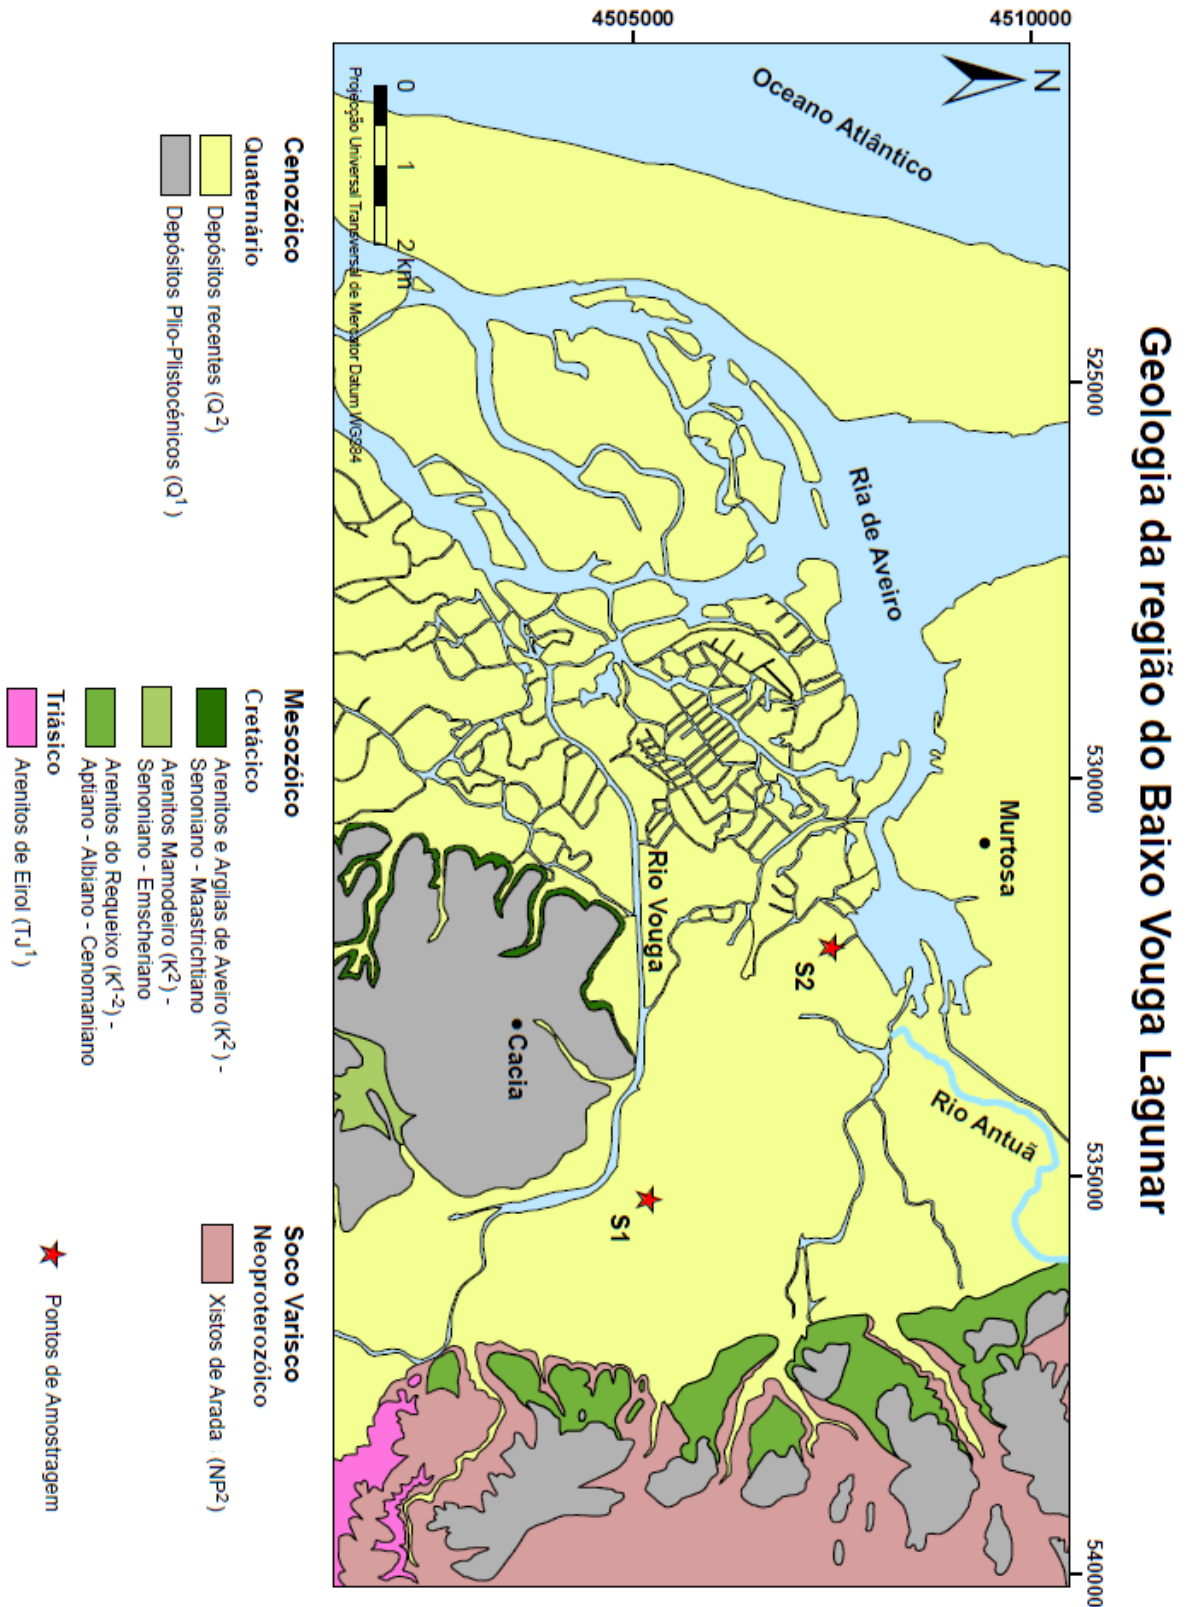 Geologia da região do Baixo Vouga Lagunar
525000
530000
535000
540000
4510000
4505000
N
Oceano Atlântico
Ria de Aveiro
Murtosa
Rio Antuã
S2
Rio Vouga
S1
Cacia
0 1 2 km
Projecção Universal Transversal de Mercator Datum WGS84
Cenozóico
Quaternário
Depósitos recentes (Q2)
Depósitos Plio-Plistocénicos (Q1)
Mesozóico
Cretácico
Arenitos e Argilas de Aveiro (K2) -
Senoniano - Maastrichtiano
Arenitos Mamodeiro (K2) -
Senoniano - Emscheriano
Arenitos do Requeixo (K1-2) -
Aptiano - Albiano - Cenomaniano
Triásico
Arenitos de Eirol (TJ1)
Soco Varisco
Neoproterozóico
Xistos de Arada (NP2)
Pontos de Amostragem